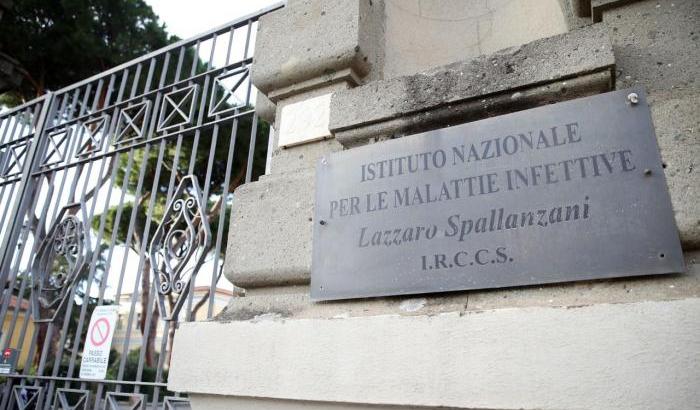 ISTITUTO NAZIONALE
PER LE MALATTIE INFETTIVE
Lazzaro Spallanzani
I.R.C.C.S.
PASSO
CARRABILE